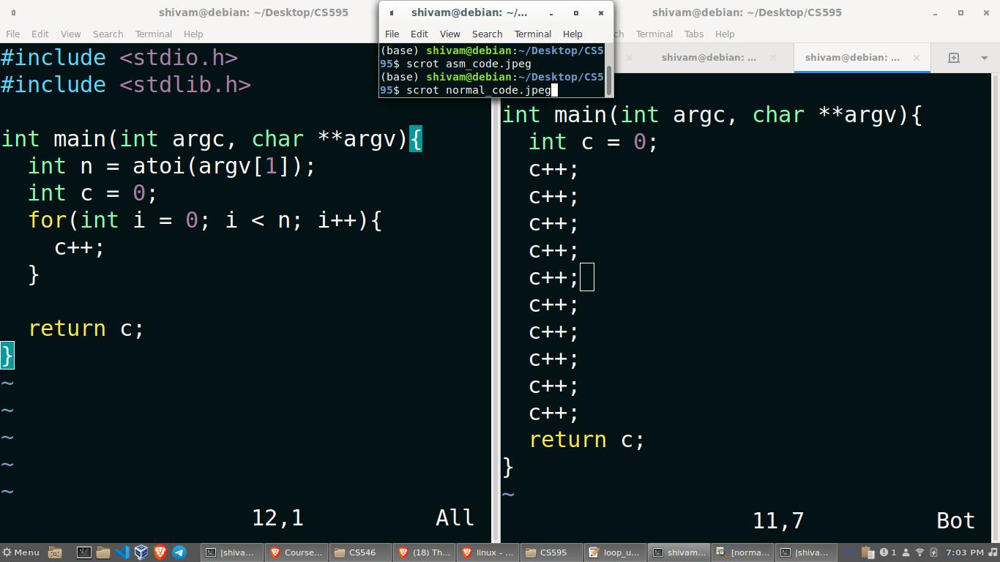 shivam@debian: ~/Desktop/CS595
File Edit View Search Terminal Help
#include <stdio.h>
#include <stdlib.h>
int main(int argc, char **argv){
int n = atoi(argv[1]);
int c = 0;
for(int i = 0; i < n; i++){
c++;
}
return c;
}
~
~
~
~
~
12,1 All
shivam@debian: ~/...
File Edit View Search Terminal Help
(base) shivam@debian:~/Desktop/CS5
95$ scrot asm_code.jpeg
(base) shivam@debian:~/Desktop/CS5
95$ scrot normal_code.jpeg
shivam@debian: ~/Desktop/CS595
Terminal Tabs Help
shivam@debian: ... shivam@debian: ~/...
int main(int argc, char **argv){
int c = 0;
c++;
c++;
c++;
c++;
c++;
c++;
c++;
c++;
c++;
c++;
return c;
}
~
11,7 Bot
Menu |shiva... Course... CS546 (18) Th... linux - ... CS595 loop_u... shivam... [norma... |shiva... 1 7:03 PM